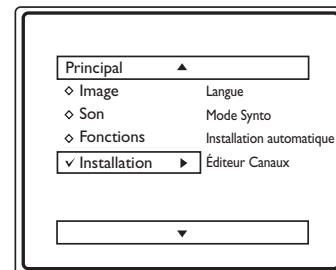 Principal
Image
Son
Fonctions
Installation
Langue
Mode Synto
Installation automatique
Éditeur Canaux